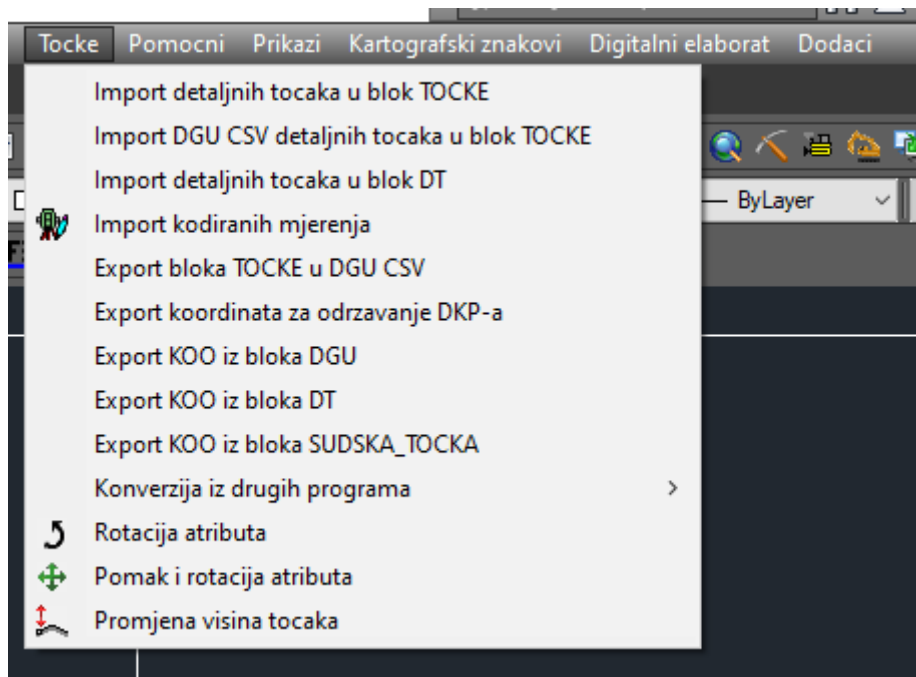 Tocke Pomocni Prikazi Kartografski znakovi Digitalni elaborat Dodaci
Import detaljnih tocaka u blok TOCKE
Import DGU CSV detaljnih tocaka u blok TOCKE
Import detaljnih tocaka u blok DT
ByLayer
Import kodiranih mjerenja
Export bloka TOCKE u DGU CSV
Export koordinata za odrzavanje DKP-a
Export KOO iz bloka DGU
Export KOO iz bloka DT
Export KOO iz bloka SUDSKA_TOCKA
Konverzija iz drugih programa
Rotacija atributa
Pomak i rotacija atributa
Promjena visina tocaka